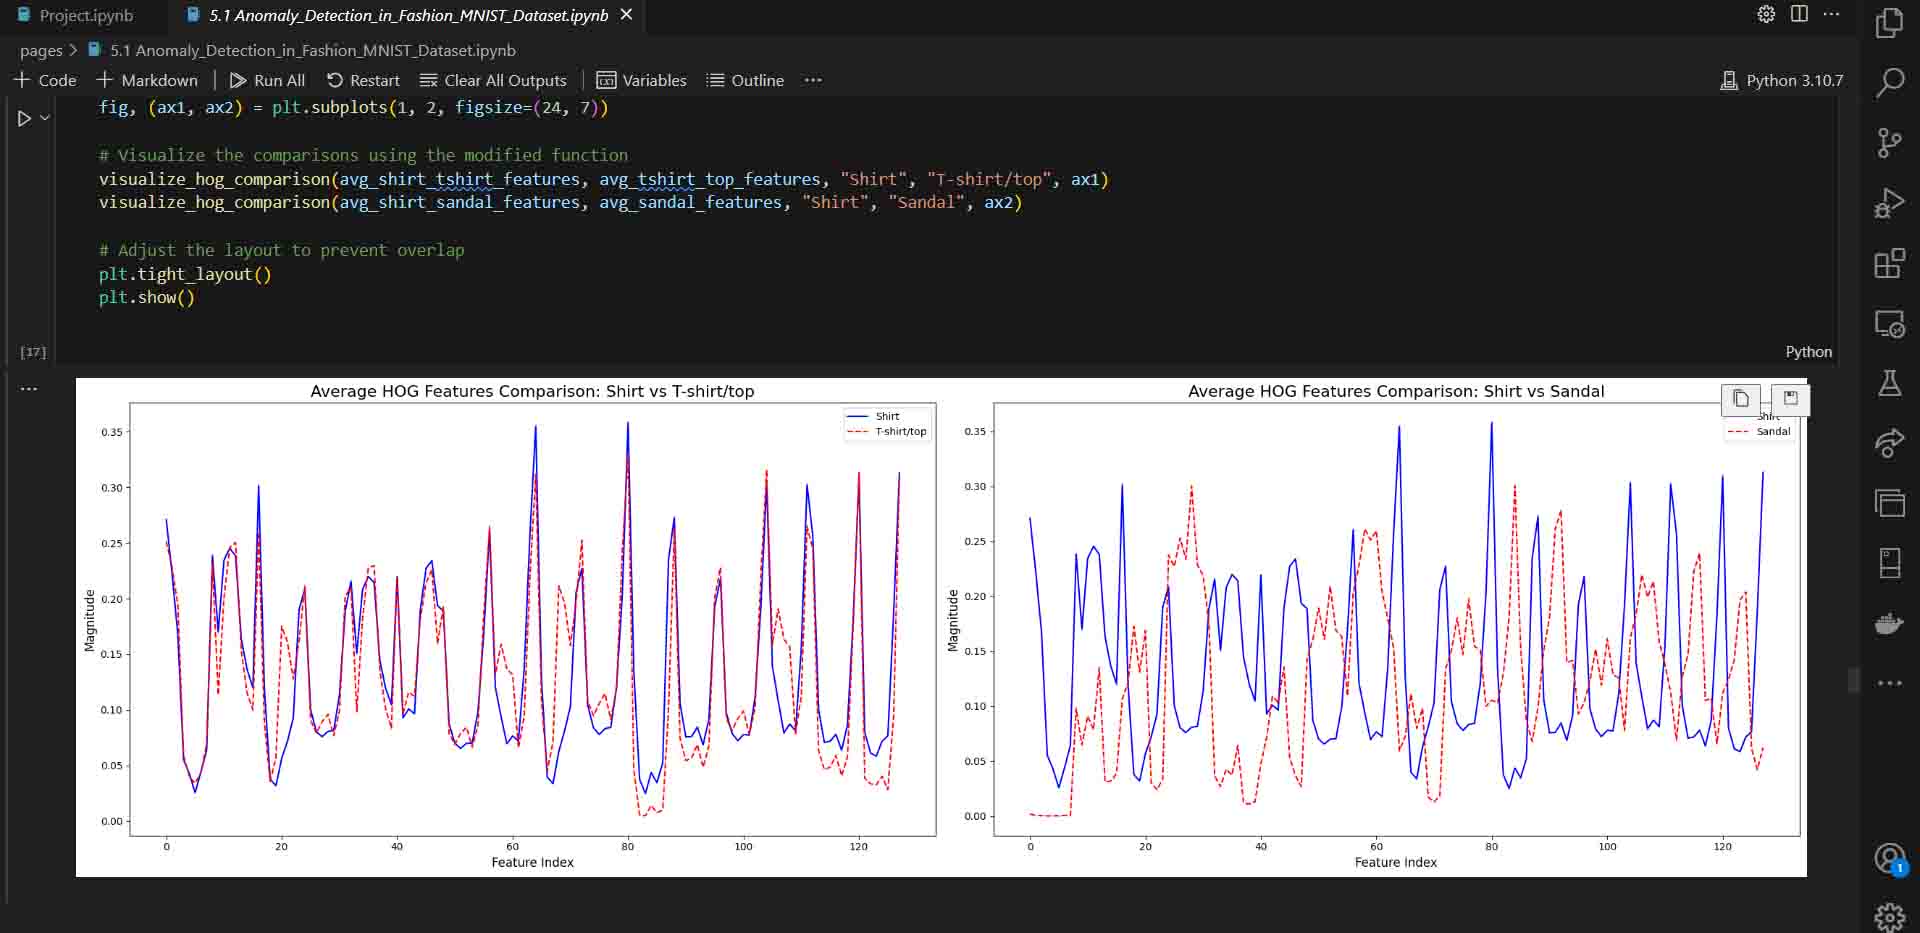 Project.ipynb
5.1 Anomaly_Detection_in_Fashion_MNIST_Dataset.ipynb
pages > 5.1 Anomaly_Detection_in_Fashion_MNIST_Dataset.ipynb
+ Code + Markdown | Run All Restart Clear All Outputs | Variables Outline ...
Python 3.10.7
fig, (ax1, ax2) = plt.subplots(1, 2, figsize=(24, 7))
# Visualize the comparisons using the modified function
visualize_hog_comparison(avg_shirt_tshirt_features, avg_tshirt_top_features, "Shirt", "T-shirt/top", ax1)
visualize_hog_comparison(avg_shirt_sandal_features, avg_sandal_features, "Shirt", "Sandal", ax2)
# Adjust the layout to prevent overlap
plt.tight_layout()
plt.show()
[17]
Python
Average HOG Features Comparison: Shirt vs T-shirt/top
Shirt
T-shirt/top
0.35
0.30
0.25
0.20
0.15
0.10
0.05
0.00
Magnitude
0 20 40 60 80 100 120
Feature Index
Average HOG Features Comparison: Shirt vs Sandal
Shirt
Sandal
0.35
0.30
0.25
0.20
0.15
0.10
0.05
0.00
Magnitude
0 20 40 60 80 100 120
Feature Index
1